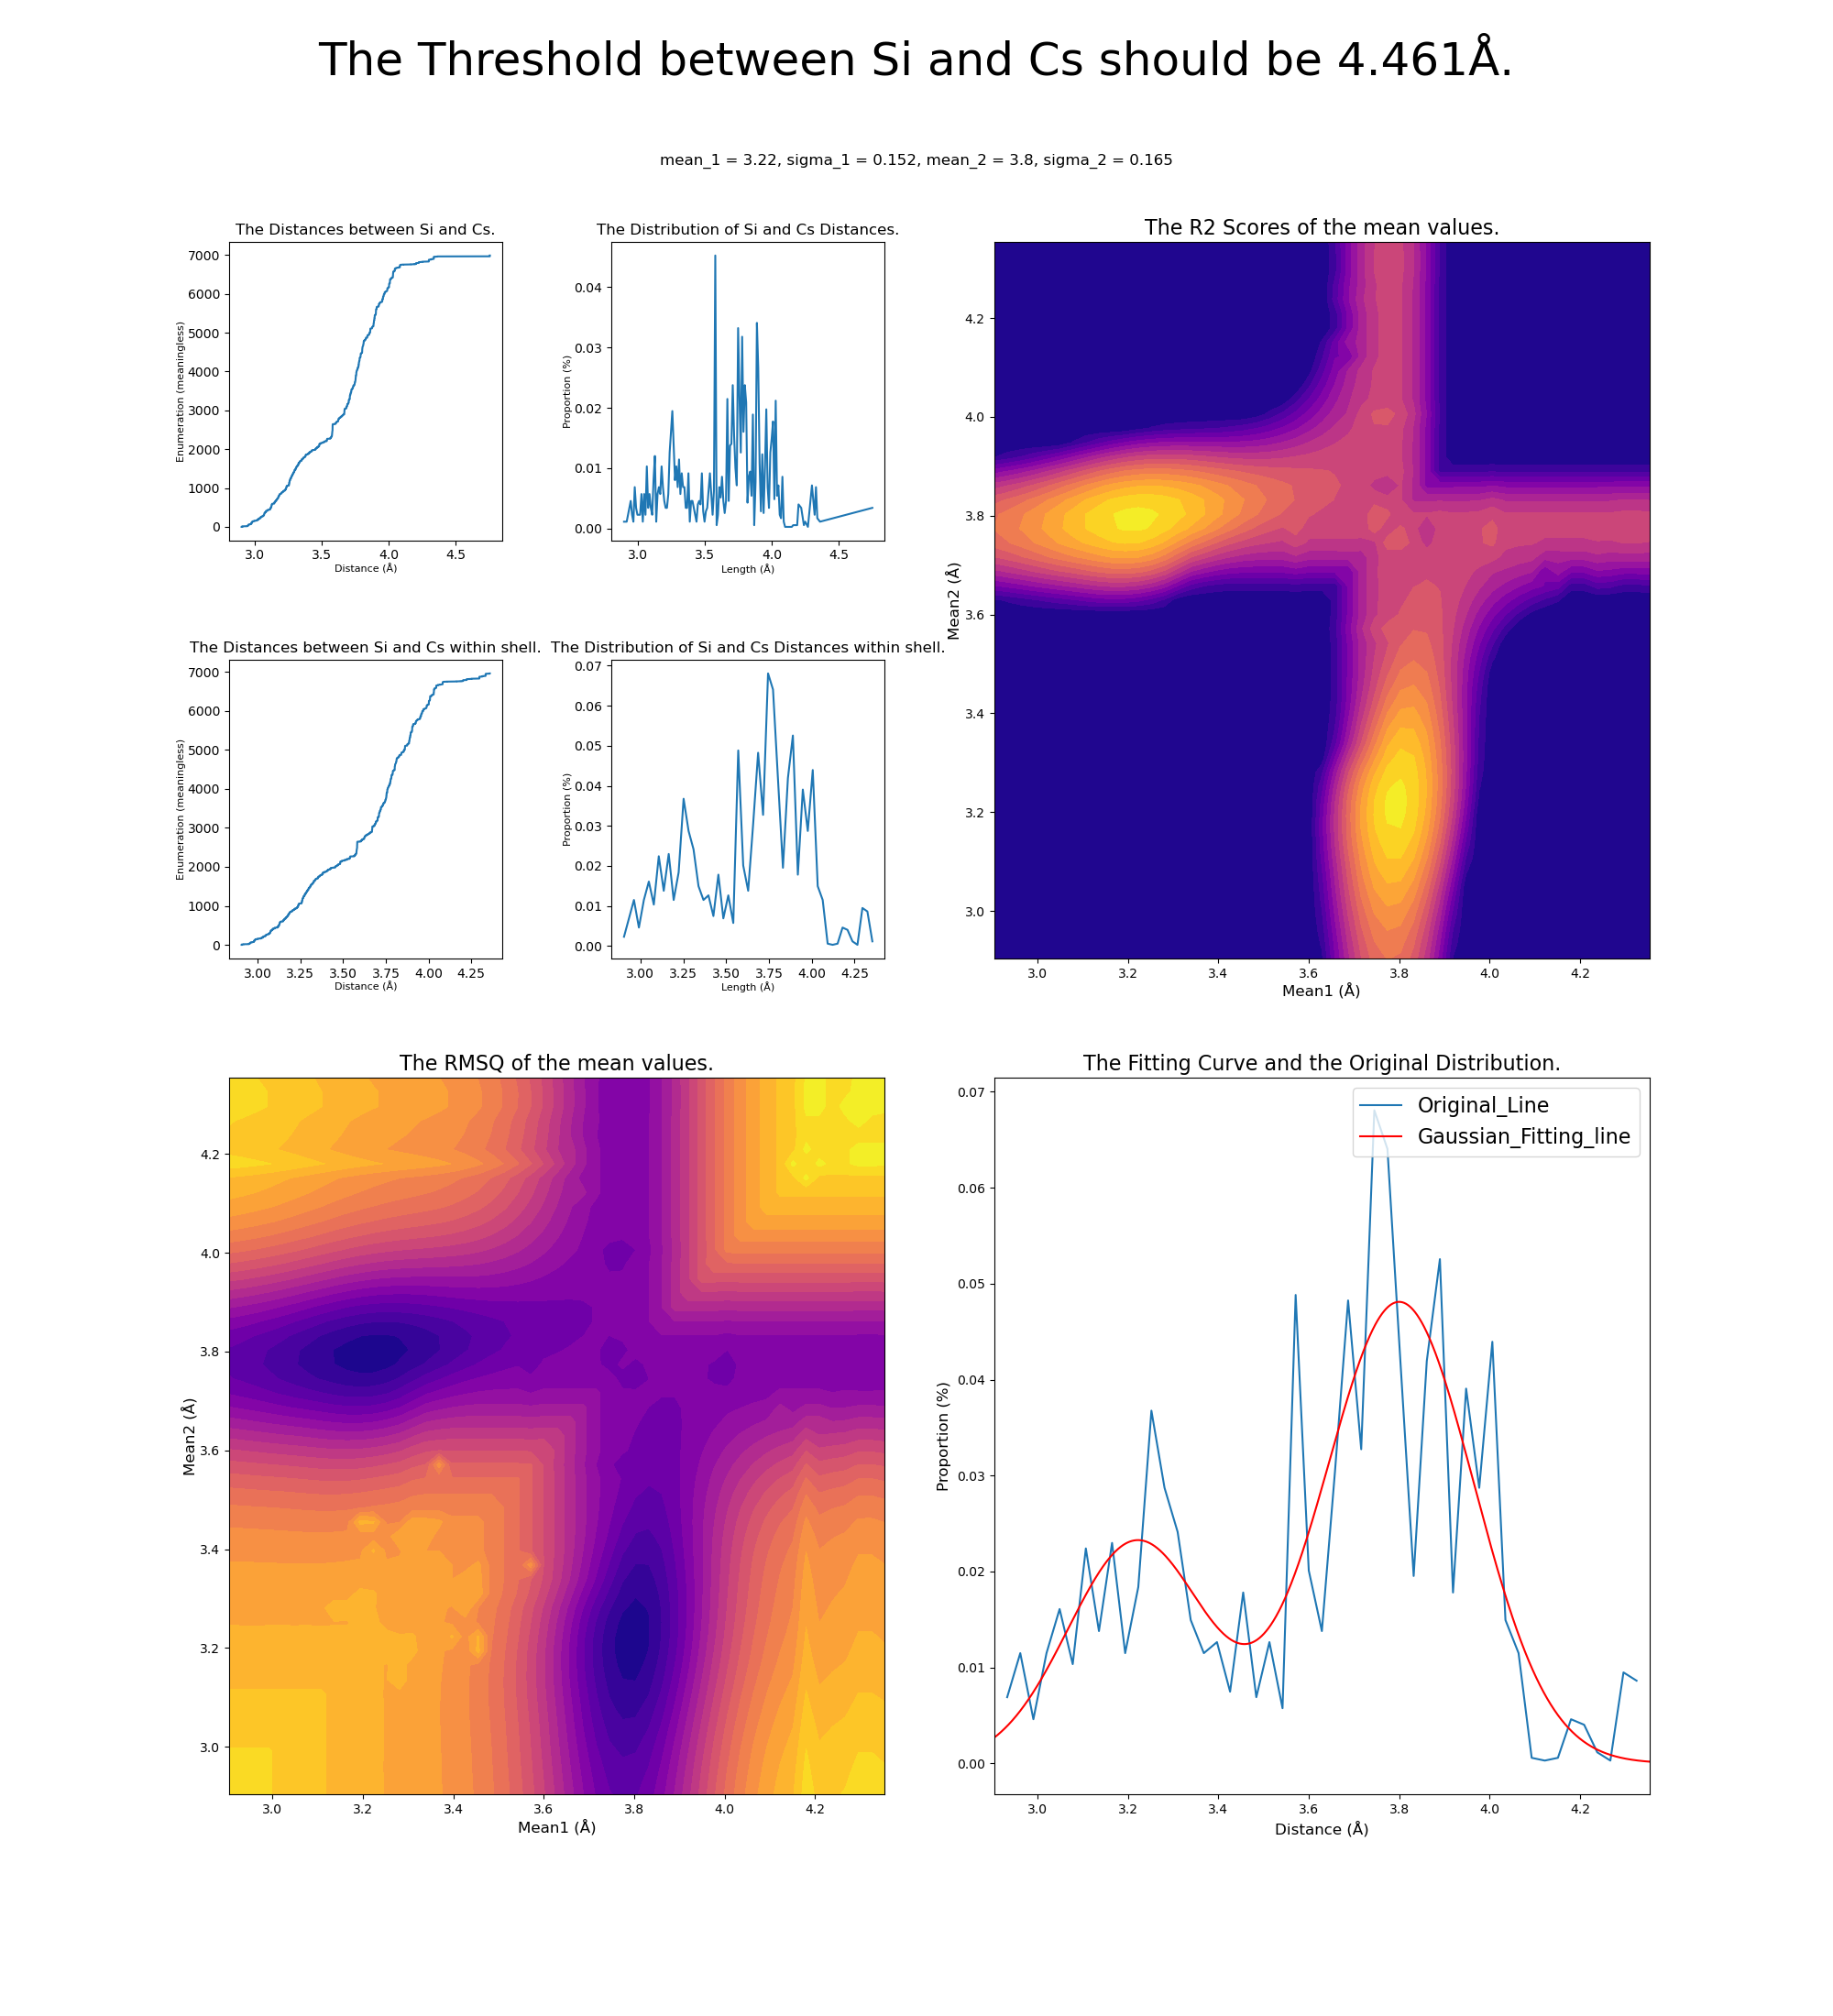 The Threshold between Si and Cs should be 4.461Å.
mean_1 = 3.22, sigma_1 = 0.152, mean_2 = 3.8, sigma_2 = 0.165
The Distances between Si and Cs.
7000
6000
5000
4000
3000
2000
1000
0
Enumeration (meaningless)
3.0 3.5 4.0 4.5
Distance (Å)
The Distribution of Si and Cs Distances.
0.04
0.03
0.02
0.01
0.00
Proportion (%)
3.0 3.5 4.0 4.5
Length (Å)
The R2 Scores of the mean values.
4.2
4.0
3.8
3.6
3.4
3.2
3.0
Mean2 (Å)
3.0 3.2 3.4 3.6 3.8 4.0 4.2
Mean1 (Å)
The Distances between Si and Cs within shell.
7000
6000
5000
4000
3000
2000
1000
0
Enumeration (meaningless)
3.00 3.25 3.50 3.75 4.00 4.25
Distance (Å)
The Distribution of Si and Cs Distances within shell.
0.07
0.06
0.05
0.04
0.03
0.02
0.01
0.00
Proportion (%)
3.00 3.25 3.50 3.75 4.00 4.25
Length (Å)
The RMSQ of the mean values.
4.2
4.0
3.8
3.6
3.4
3.2
3.0
Mean2 (Å)
3.0 3.2 3.4 3.6 3.8 4.0 4.2
Mean1 (Å)
The Fitting Curve and the Original Distribution.
Original_Line
Gaussian_Fitting_line
0.07
0.06
0.05
0.04
0.03
0.02
0.01
0.00
Proportion (%)
3.0 3.2 3.4 3.6 3.8 4.0 4.2
Distance (Å)